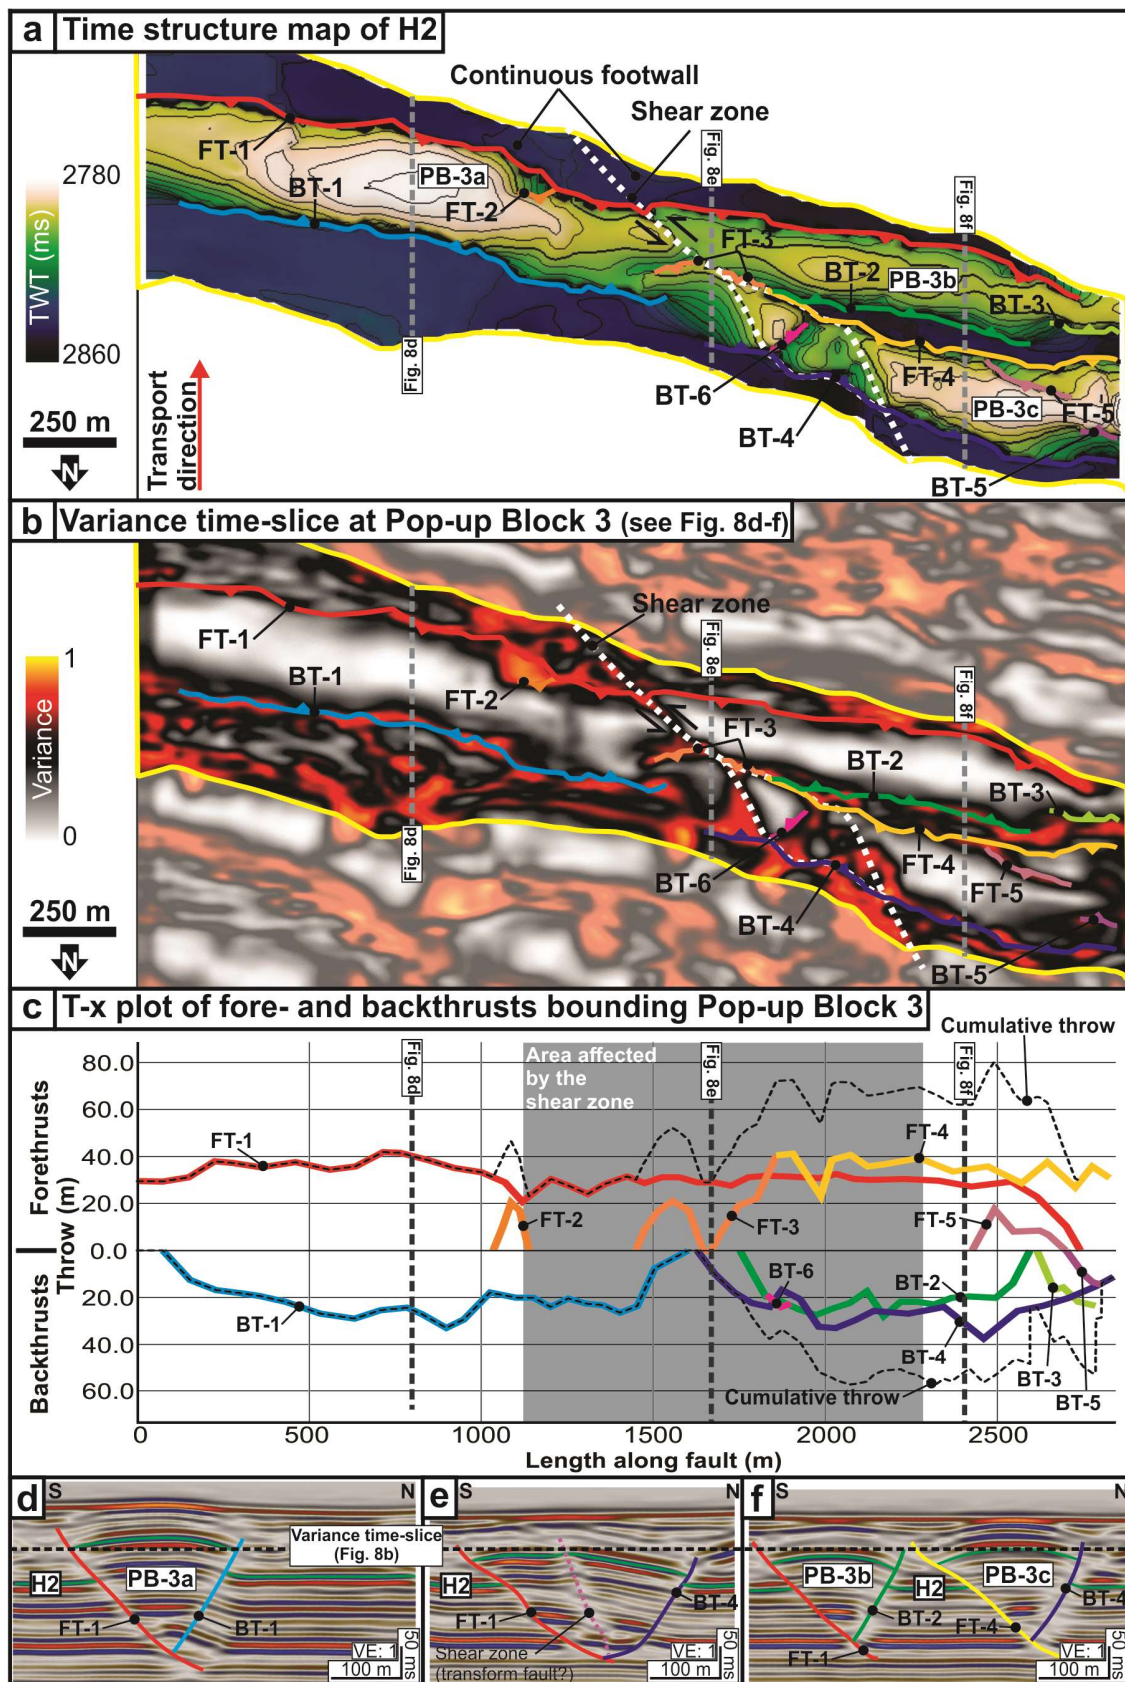 a Time structure map of H2
Continuous footwall
Shear zone
Fig. 8e
FT-1
BT-1
PB-3a
FT-2
2780
TWT (ms)
2860
Fig. 8f
FT-3
BT-2
PB-3b
BT-3
Fig. 8d
BT-6
FT-4
FT-5
PB-3c
BT-4
BT-5
250 m
N
Transport
direction
b Variance time-slice at Pop-up Block 3 (see Fig. 8d-f)
Shear zone
Fig. 8e
FT-1
BT-1
FT-2
Fig. 8f
1
Variance
0
FT-3
BT-2
BT-3
Fig. 8d
BT-6
FT-4
FT-5
BT-4
BT-5
250 m
N
c T-x plot of fore- and backthrusts bounding Pop-up Block 3
Cumulative throw
Area affected
by the
shear zone
Fig. 8d
Fig. 8e
Fig. 8f
80.0
60.0
40.0
20.0
0.0
20.0
40.0
60.0
Forethrusts
Backthrusts
Throw (m)
FT-1
FT-2
FT-3
FT-4
FT-5
BT-1
BT-6
BT-2
BT-4
BT-3
BT-5
Cumulative throw
0
500
1000
1500
2000
2500
Length along fault (m)
d
S
N
Variance time-slice
(Fig. 8b)
H2
PB-3a
FT-1
BT-1
VE: 1
100 m
50 ms
e
S
N
H2
FT-1
BT-4
Shear zone
(transform fault?)
VE: 1
100 m
50 ms
f
S
N
PB-3b
H2
PB-3c
BT-4
BT-2
FT-4
FT-1
VE: 1
100 m
50 ms